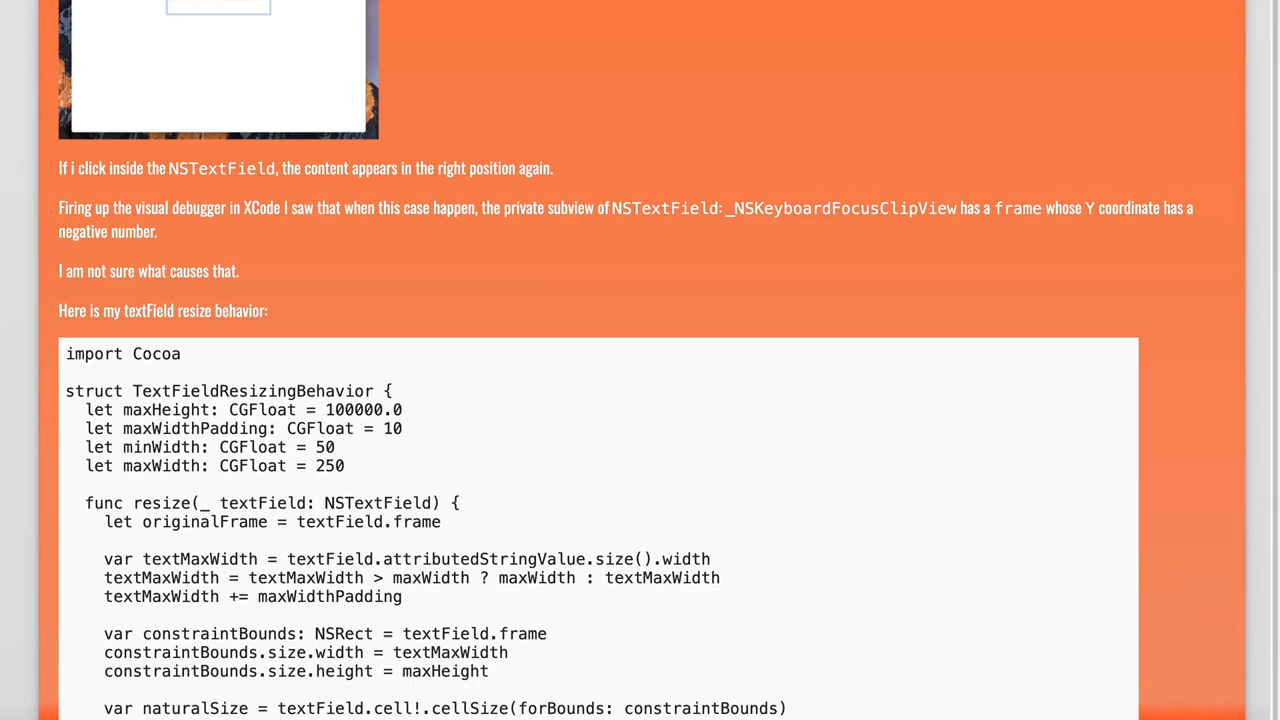 If i click inside the NSTextField, the content appears in the right position again.
Firing up the visual debugger in XCode I saw that when this case happen, the private subview of NSTextField: _NSKeyboardFocusClipView has a frame whose Y coordinate has a
negative number.
I am not sure what causes that.
Here is my textField resize behavior:
import Cocoa
struct TextFieldResizingBehavior {
let maxHeight: CGFloat = 100000.0
let maxWidthPadding: CGFloat = 10
let minWidth: CGFloat = 50
let maxWidth: CGFloat = 250
func resize(_ textField: NSTextField) {
let originalFrame = textField.frame
var textMaxWidth = textField.attributedStringValue.size().width
textMaxWidth = textMaxWidth > maxWidth ? maxWidth : textMaxWidth
textMaxWidth += maxWidthPadding
var constraintBounds: NSRect = textField.frame
constraintBounds.size.width = textMaxWidth
constraintBounds.size.height = maxHeight
var naturalSize = textField.cell!.cellSize(forBounds: constraintBounds)